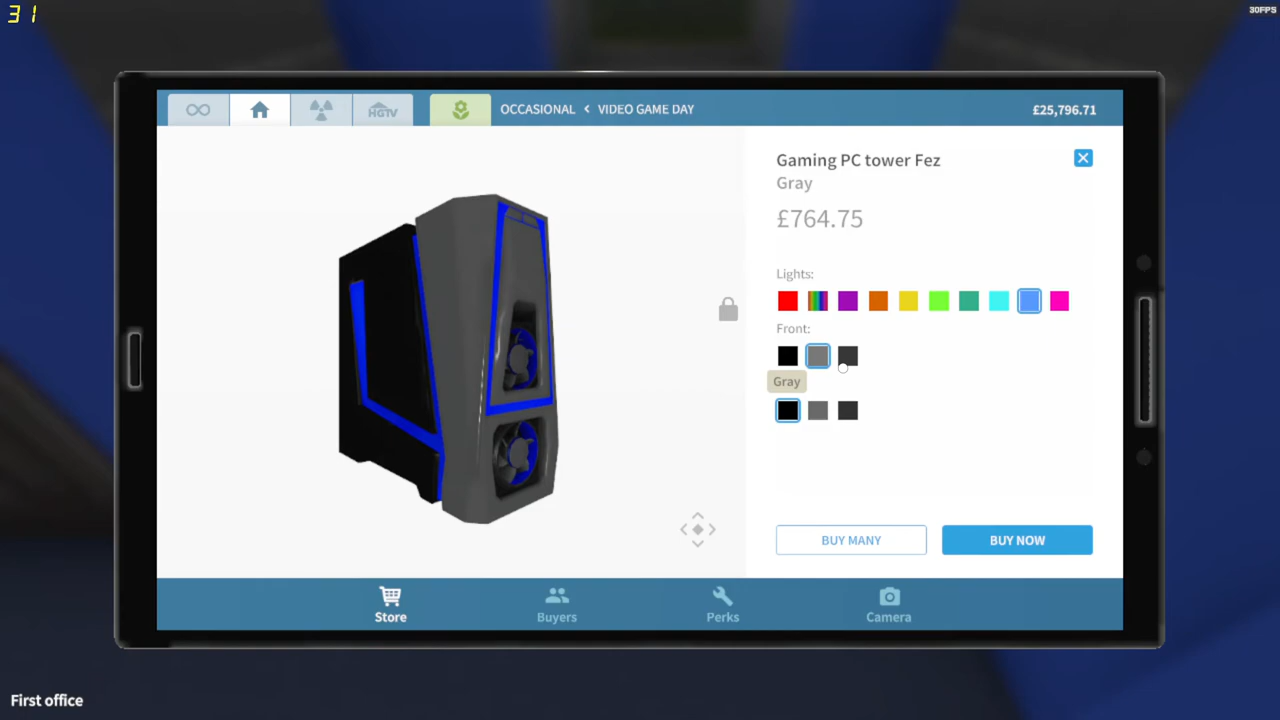 31
30FPS
HGTV
OCCASIONAL < VIDEO GAME DAY
£25,796.71
Gaming PC tower Fez
Gray
£764.75
Lights:
Front:
Gray
BUY MANY
BUY NOW
Store
Buyers
Perks
Camera
First office